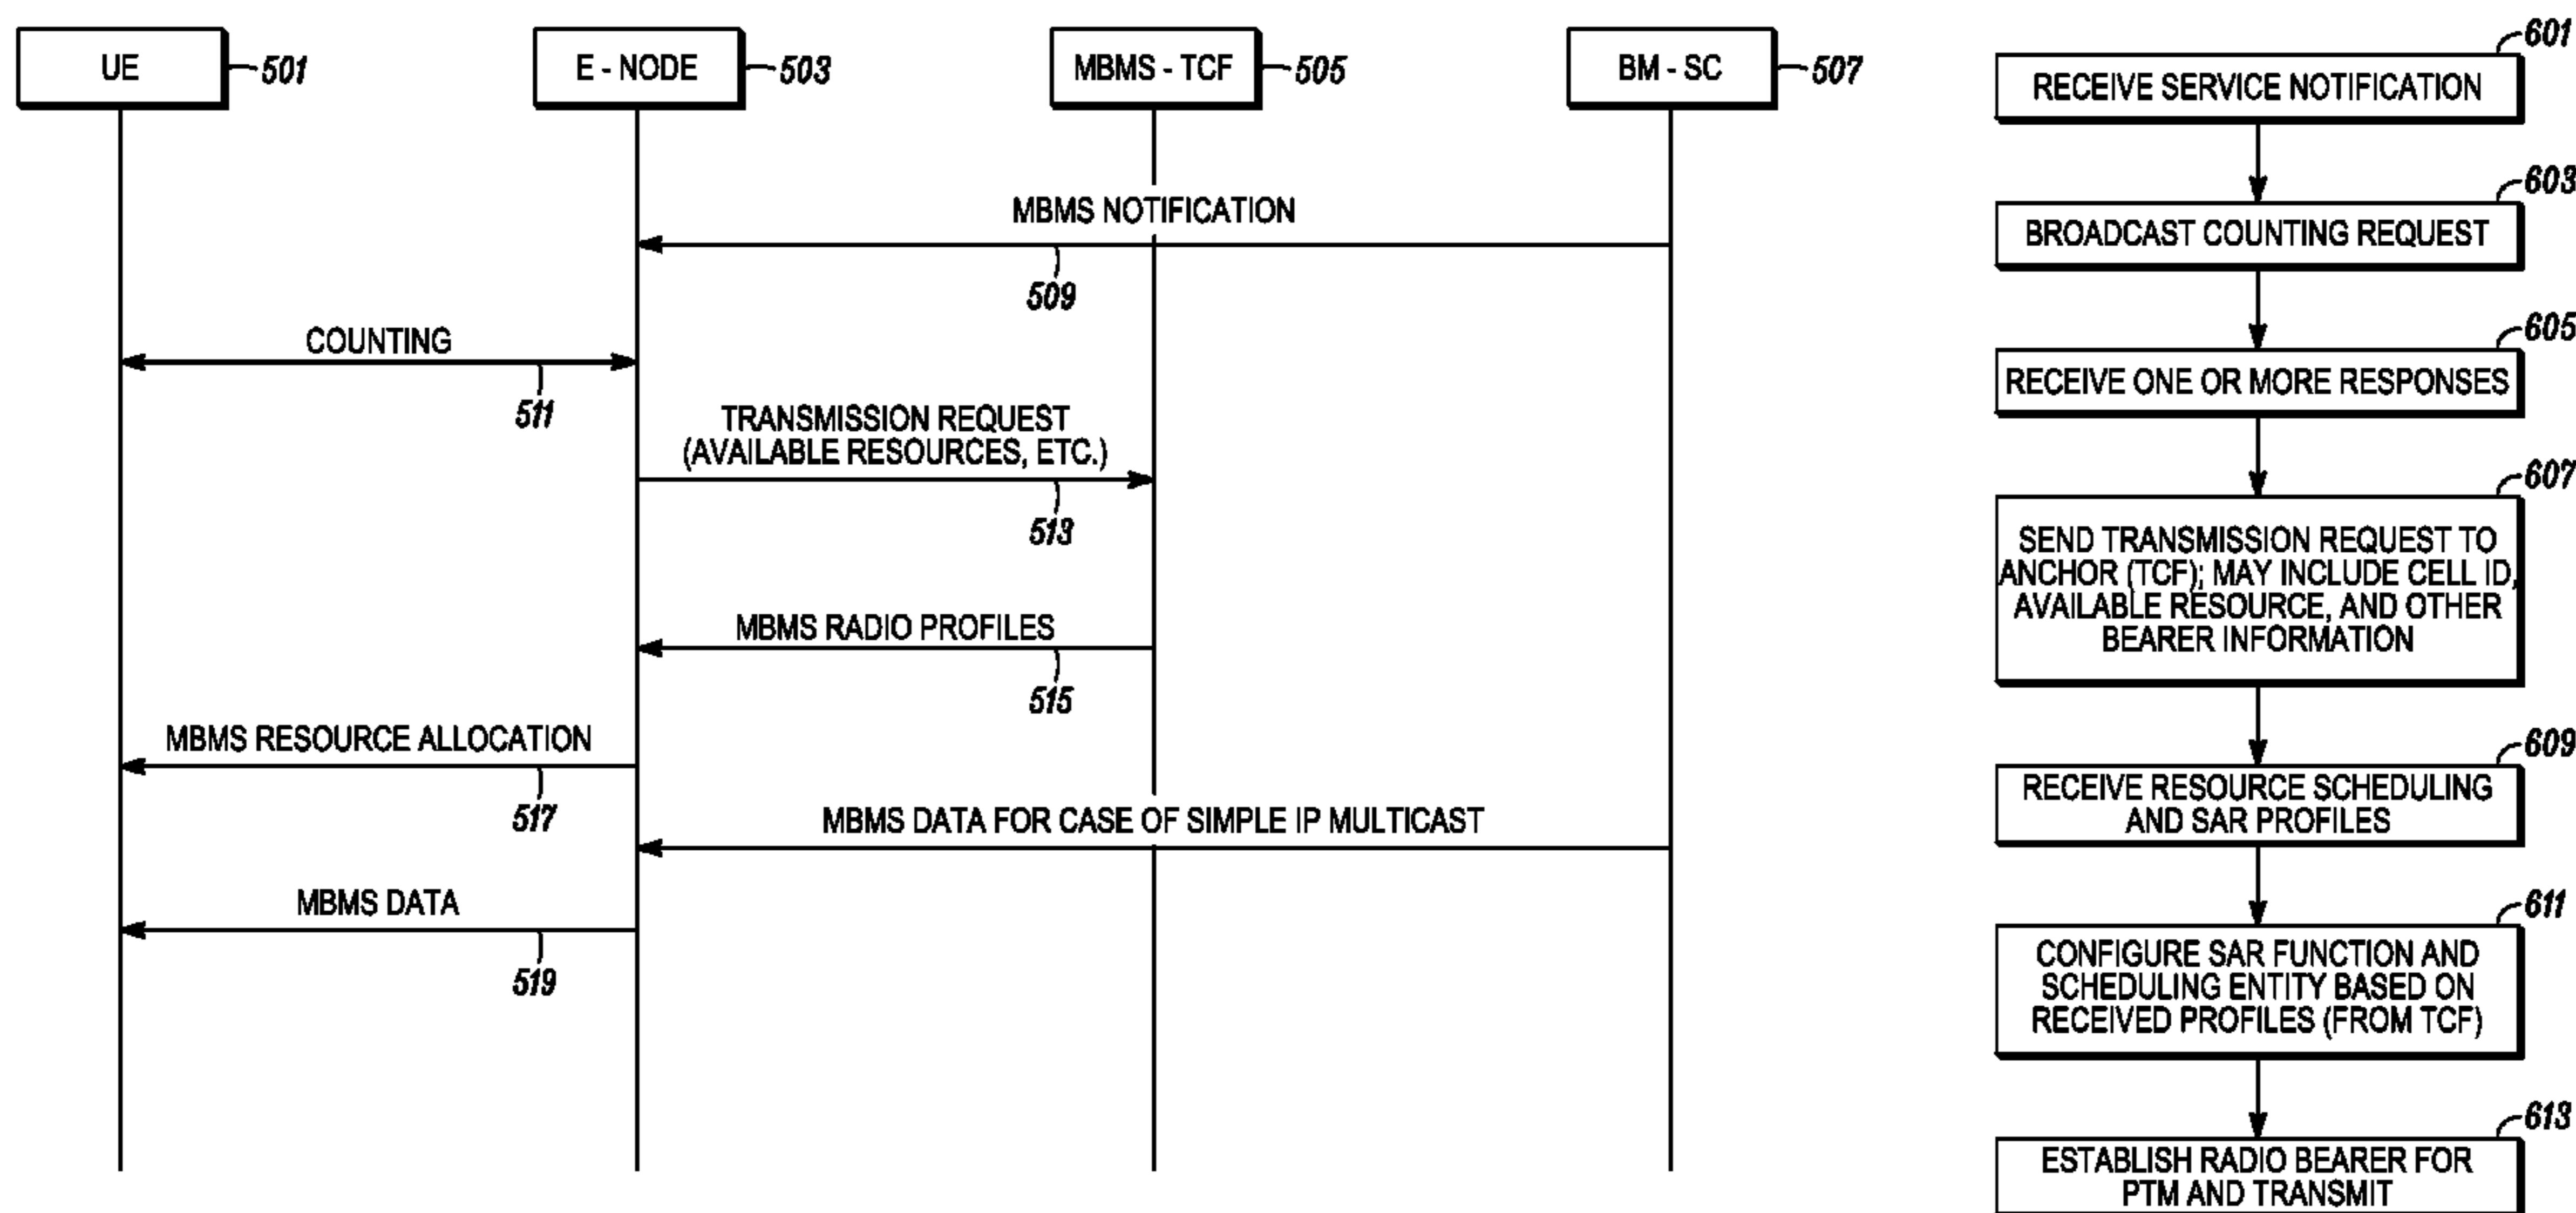 UE
501
E - NODE
503
MBMS - TCF
505
BM - SC
507
MBMS NOTIFICATION
509
COUNTING
511
TRANSMISSION REQUEST
(AVAILABLE RESOURCES, ETC.)
513
MBMS RADIO PROFILES
515
MBMS RESOURCE ALLOCATION
517
MBMS DATA FOR CASE OF SIMPLE IP MULTICAST
MBMS DATA
519
601
RECEIVE SERVICE NOTIFICATION
603
BROADCAST COUNTING REQUEST
605
RECEIVE ONE OR MORE RESPONSES
607
SEND TRANSMISSION REQUEST TO
ANCHOR (TCF); MAY INCLUDE CELL ID,
AVAILABLE RESOURCE, AND OTHER
BEARER INFORMATION
609
RECEIVE RESOURCE SCHEDULING
AND SAR PROFILES
611
CONFIGURE SAR FUNCTION AND
SCHEDULING ENTITY BASED ON
RECEIVED PROFILES (FROM TCF)
613
ESTABLISH RADIO BEARER FOR
PTM AND TRANSMIT